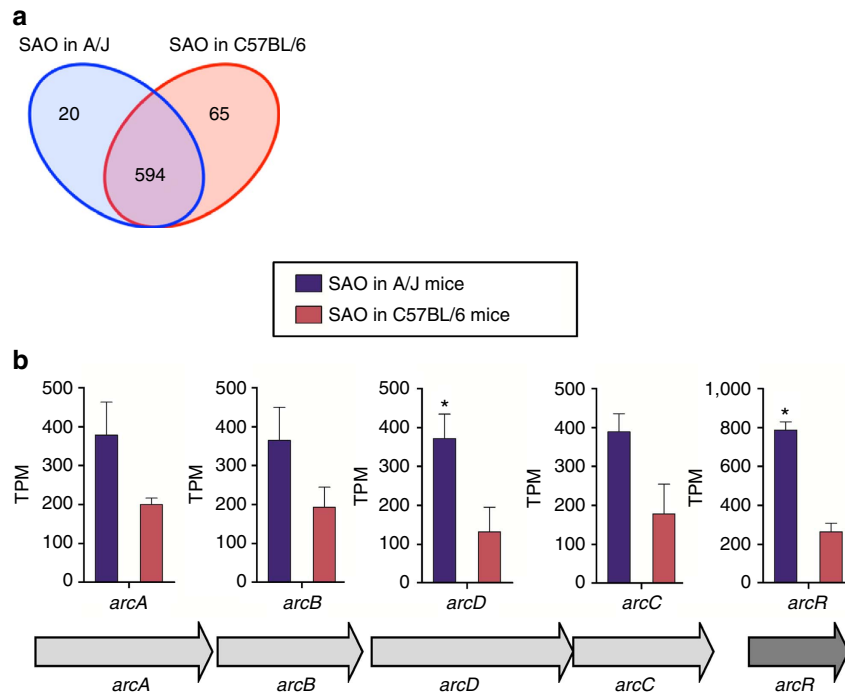 a
SAO in A/J SAO in C57BL/6
20 65
594
SAO in A/J mice
SAO in C57BL/6 mice
b
500 500 500 500 1,000
400 400 400 400 800
300 300 300 300 600
200 200 200 200 400
100 100 100 100 200
0 0 0 0 0
TPM TPM TPM TPM TPM
* *
arcA arcB arcD arcC arcR
arcA arcB arcD arcC arcR